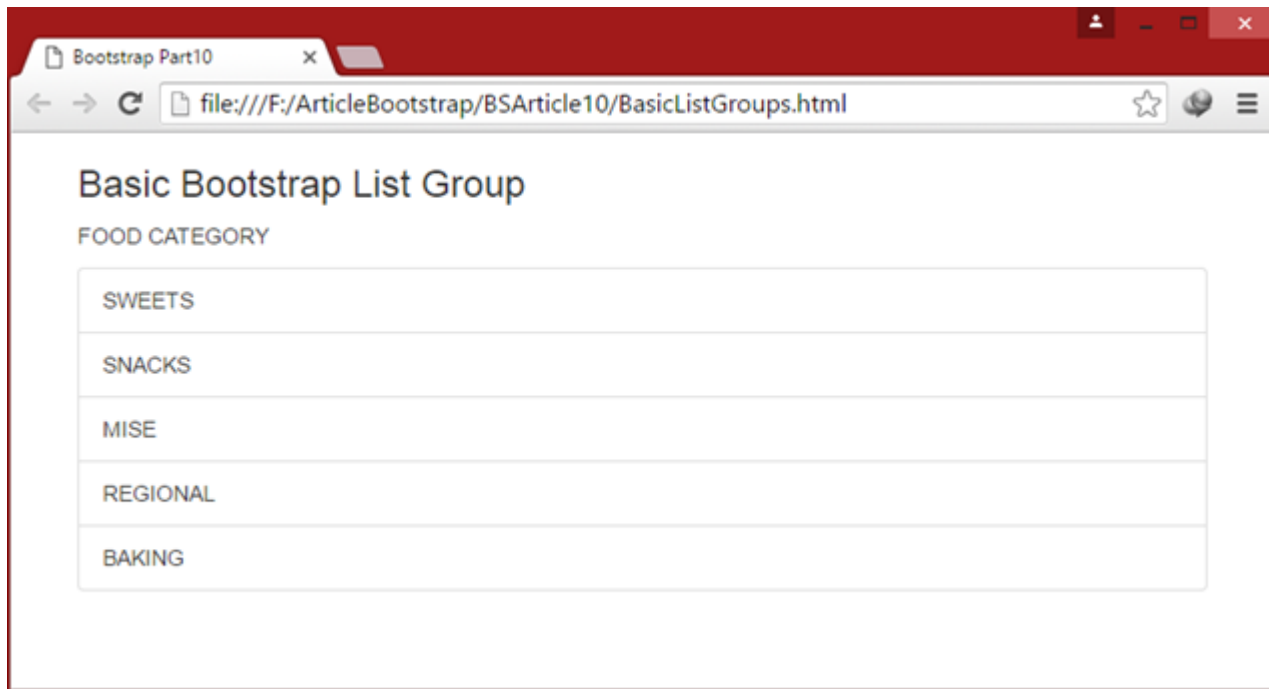 Bootstrap Part10
file:///F:/ArticleBootstrap/BSArticle10/BasicListGroups.html
Basic Bootstrap List Group
FOOD CATEGORY
SWEETS
SNACKS
MISE
REGIONAL
BAKING